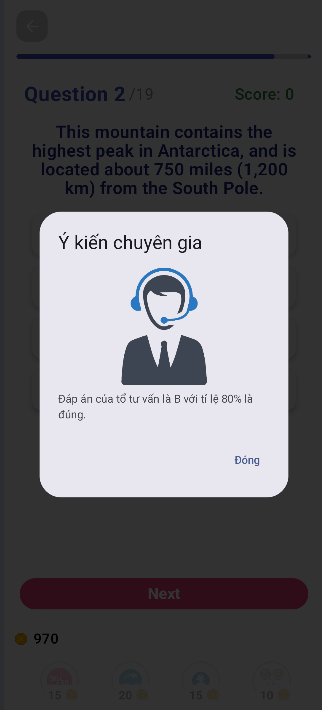 Question 2 /19
Score: 0
This mountain contains the
highest peak in Antarctica, and is
located about 750 miles (1,200
km) from the South Pole.
Ý kiến chuyên gia
Đáp án của tổ tư vấn là B với tỉ lệ 80% là
đúng.
Đóng
Next
970
15
20
15
10